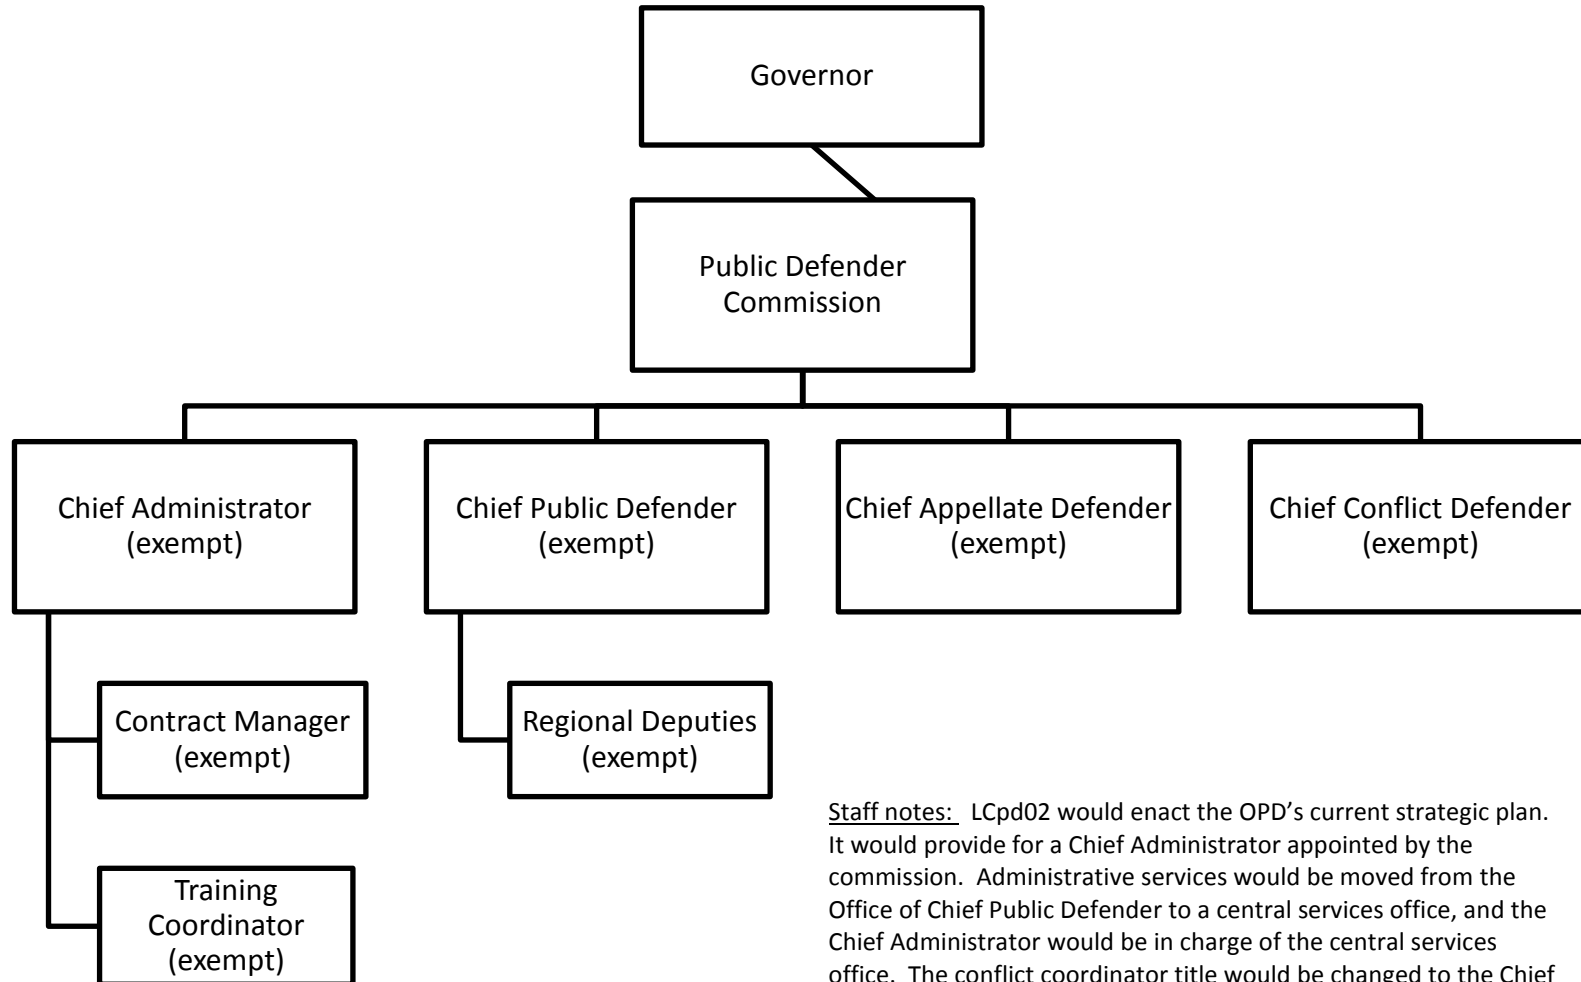 Governor
Public Defender
Commission
Chief Administrator
(exempt)
Chief Public Defender
(exempt)
Chief Appellate Defender
(exempt)
Chief Conflict Defender
(exempt)
Contract Manager
(exempt)
Regional Deputies
(exempt)
Training
Coordinator
(exempt)
Staff notes: LCpd02 would enact the OPD’s current strategic plan.
It would provide for a Chief Administrator appointed by the
commission. Administrative services would be moved from the
Office of Chief Public Defender to a central services office, and the
Chief Administrator would be in charge of the central services
office. The conflict coordinator title would be changed to the Chief